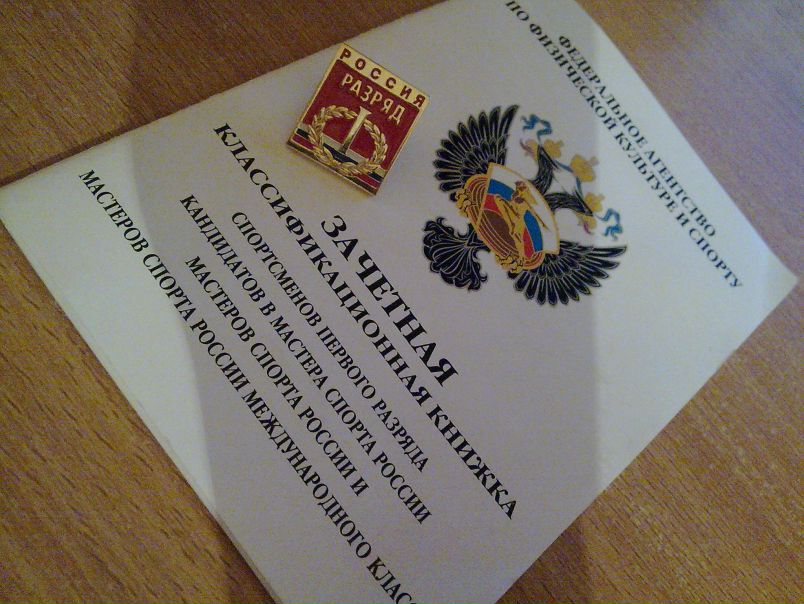 ФЕДЕРАЛЬНОЕ АГЕНТСТВО
ПО ФИЗИЧЕСКОЙ КУЛЬТУРЕ И СПОРТУ
РОССИЯ
РАЗРЯД
I
ЗАЧЕТНАЯ
КЛАССИФИКАЦИОННАЯ КНИЖКА
СПОРТСМЕНОВ ПЕРВОГО РАЗРЯДА
КАНДИДАТОВ В МАСТЕРА СПОРТА РОССИИ
МАСТЕРОВ СПОРТА РОССИИ И
МАСТЕРОВ СПОРТА РОССИИ МЕЖДУНАРОДНОГО КЛАСС